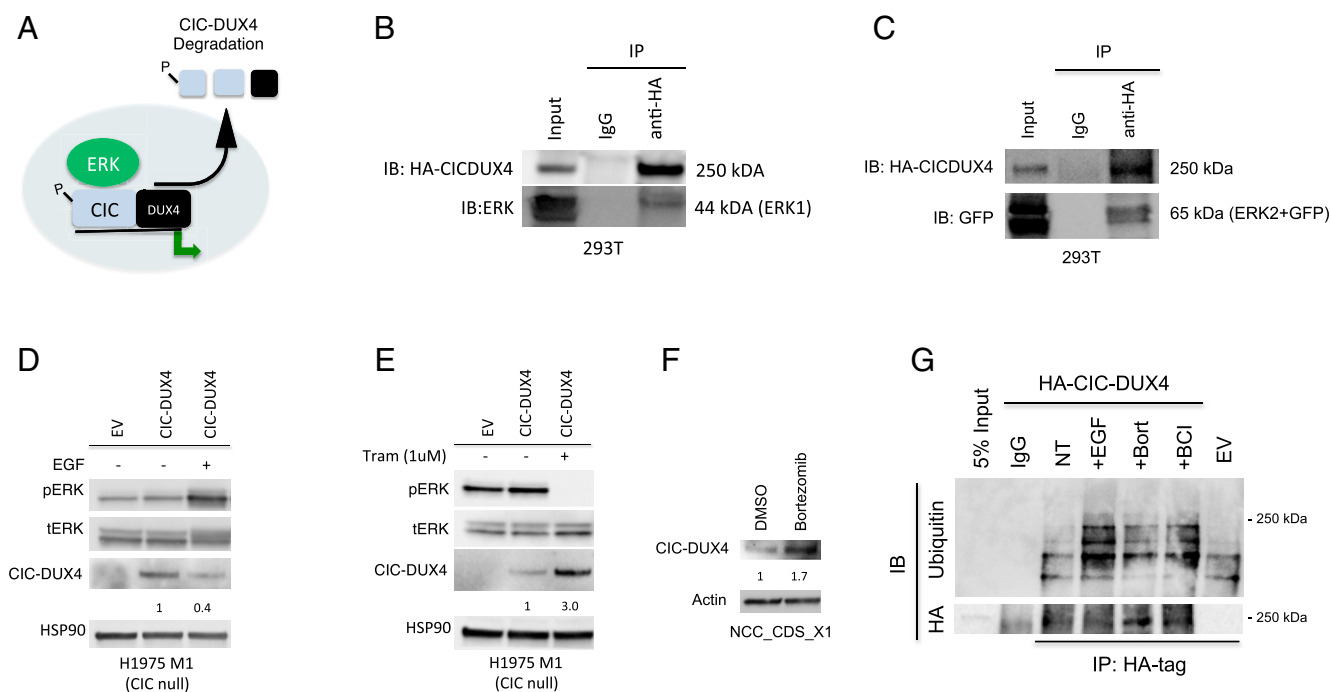 A
CIC-DUX4
Degradation
P
ERK
P
CIC
DUX4
B
IP
Input
IgG
anti-HA
IB: HA-CICDUX4
250 kDA
IB:ERK
44 kDA (ERK1)
293T
C
IP
Input
IgG
anti-HA
IB: HA-CICDUX4
250 kDa
IB: GFP
65 kDa (ERK2+GFP)
293T
D
EV
CIC-DUX4
CIC-DUX4
EGF - - +
pERK
tERK
CIC-DUX4
1 0.4
HSP90
H1975 M1
(CIC null)
E
EV
CIC-DUX4
CIC-DUX4
Tram (1uM) - - +
pERK
tERK
CIC-DUX4
1 3.0
HSP90
H1975 M1
(CIC null)
F
DMSO
Bortezomib
CIC-DUX4
1 1.7
Actin
NCC_CDS_X1
G
HA-CIC-DUX4
5% Input
IgG
NT
+EGF
+Bort
+BCI
EV
IB
Ubiquitin
- 250 kDa
HA
- 250 kDa
IP: HA-tag